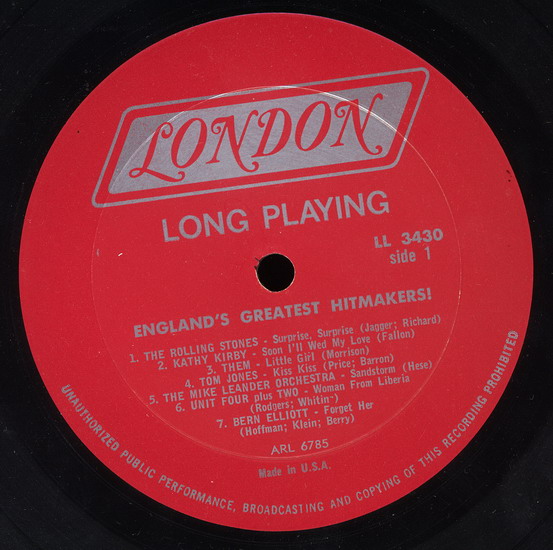 LONDON
LONG PLAYING
LL 3430
side 1
ENGLAND'S GREATEST HITMAKERS!
1. THE ROLLING STONES - Surprise, Surprise (Jagger; Richard)
2. KATHY KIRBY - Soon I'll Wed My Love (Fallon)
3. THEM - Little Girl (Morrison)
4. TOM JONES - Kiss Kiss (Price; Barron)
5. THE MIKE LEANDER ORCHESTRA - Sandstorm (Hese)
6. UNIT FOUR plus TWO - Woman From Liberia
(Rodgers; Whitin-)
7. BERN ELLIOTT - Forget Her
(Hoffman; Klein; Berry)
ARL 6785
Made in U.S.A.
UNAUTHORIZED PUBLIC PERFORMANCE, BROADCASTING AND COPYING OF THIS RECORDING PROHIBITED